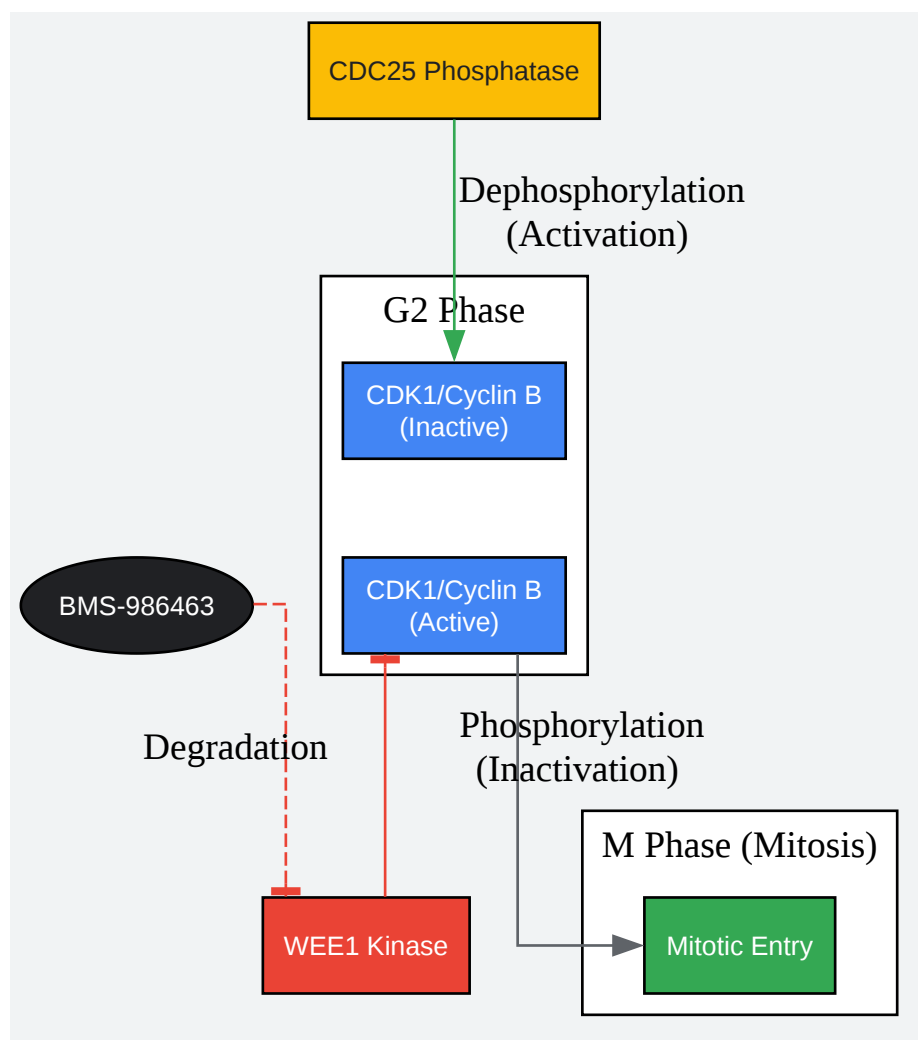 CDC25 Phosphatase
Dephosphorylation
(Activation)
G2 Phase
CDK1/Cyclin B
(Inactive)
BMS-986463
CDK1/Cyclin B
(Active)
Degradation
Phosphorylation
(Inactivation)
M Phase (Mitosis)
WEE1 Kinase
Mitotic Entry